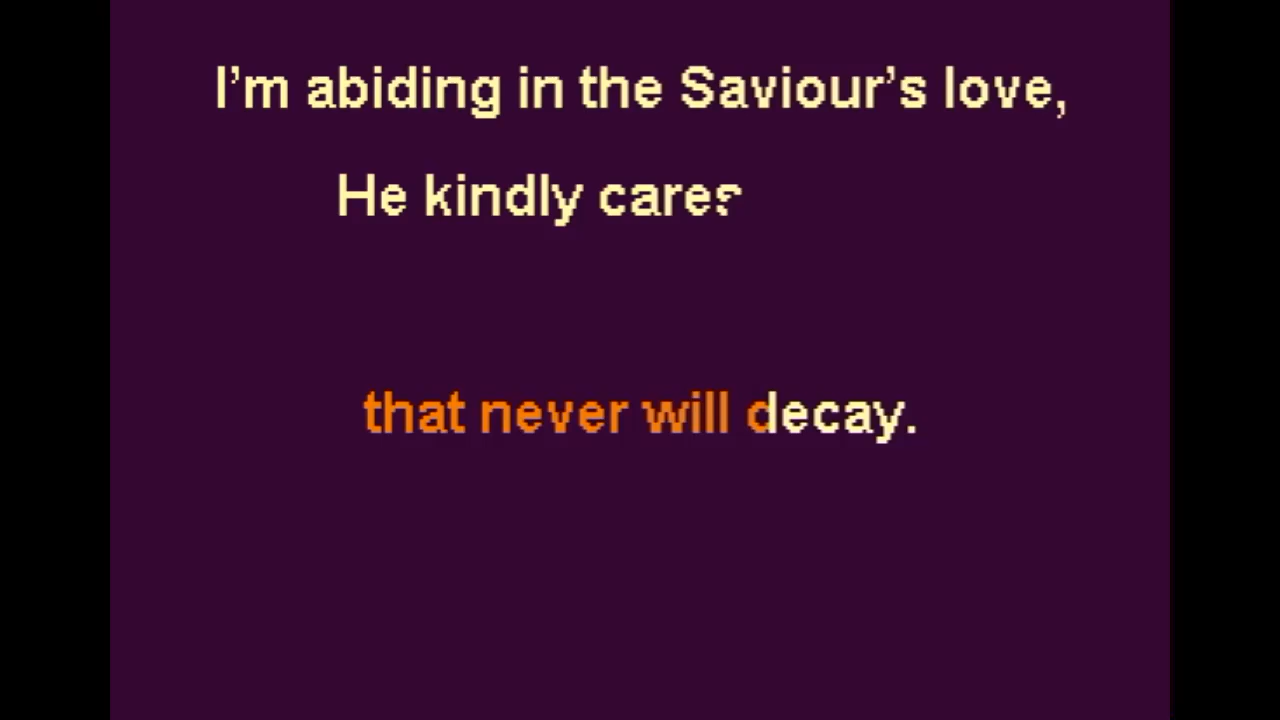 I'm abiding in the Saviour's love,
He kindly cares
that never will decay.